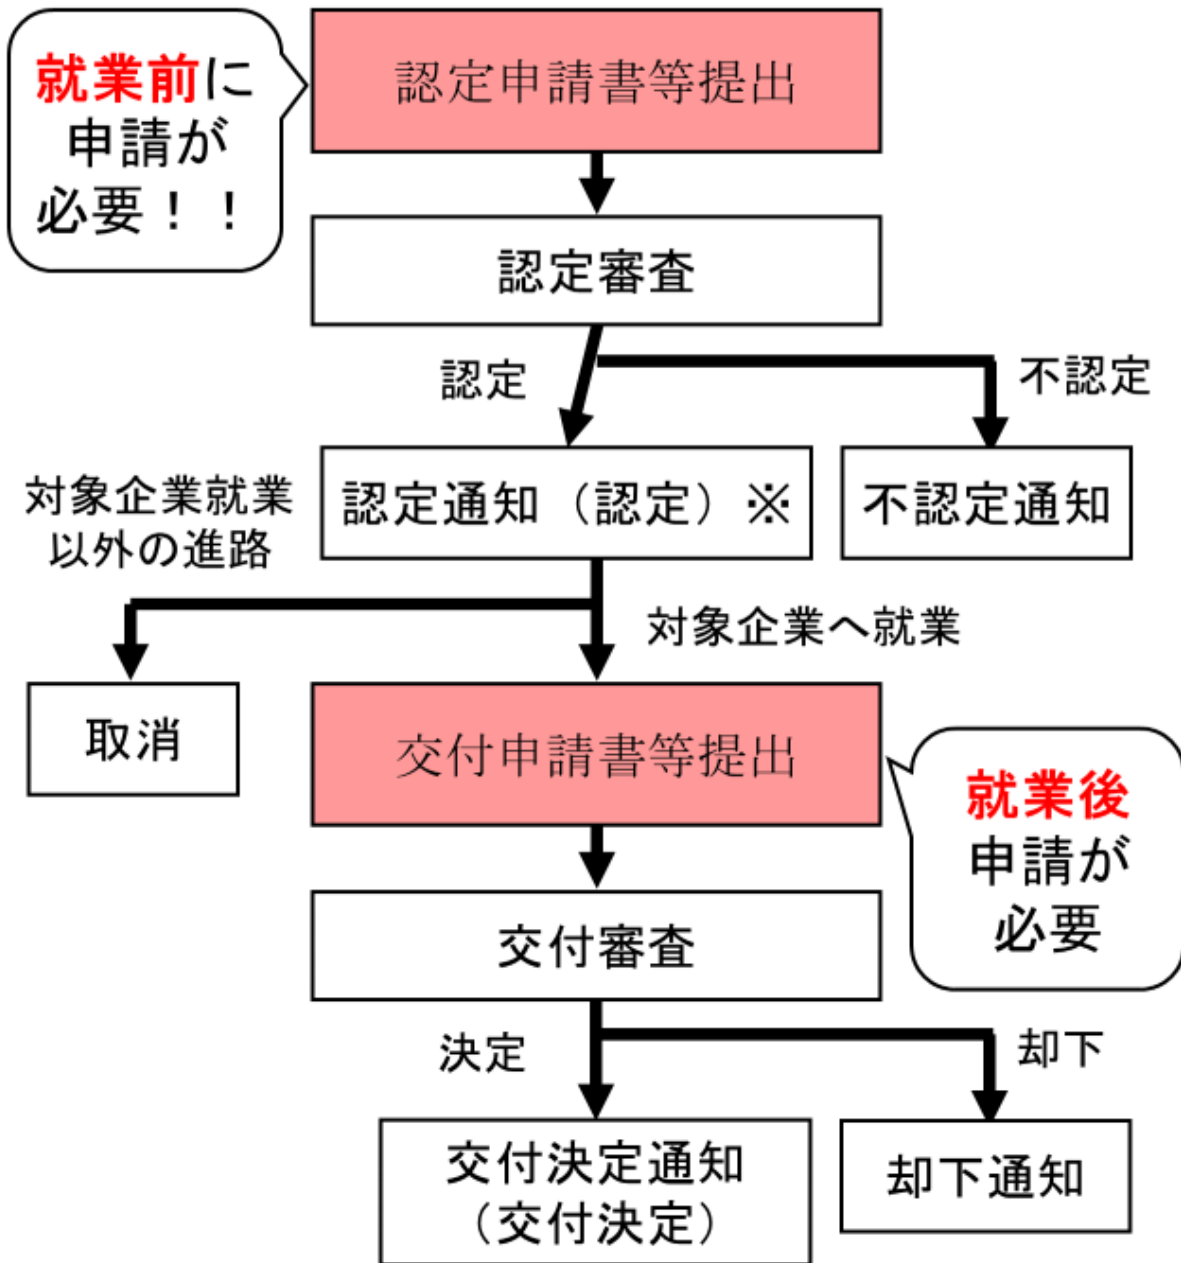 就業前に
申請が
必要！！
認定申請書等提出
認定審査
認定
不認定
認定通知（認定）※
不認定通知
対象企業就業
以外の進路
対象企業へ就業
取消
交付申請書等提出
就業後
申請が
必要
交付審査
決定
却下
交付決定通知
（交付決定）
却下通知